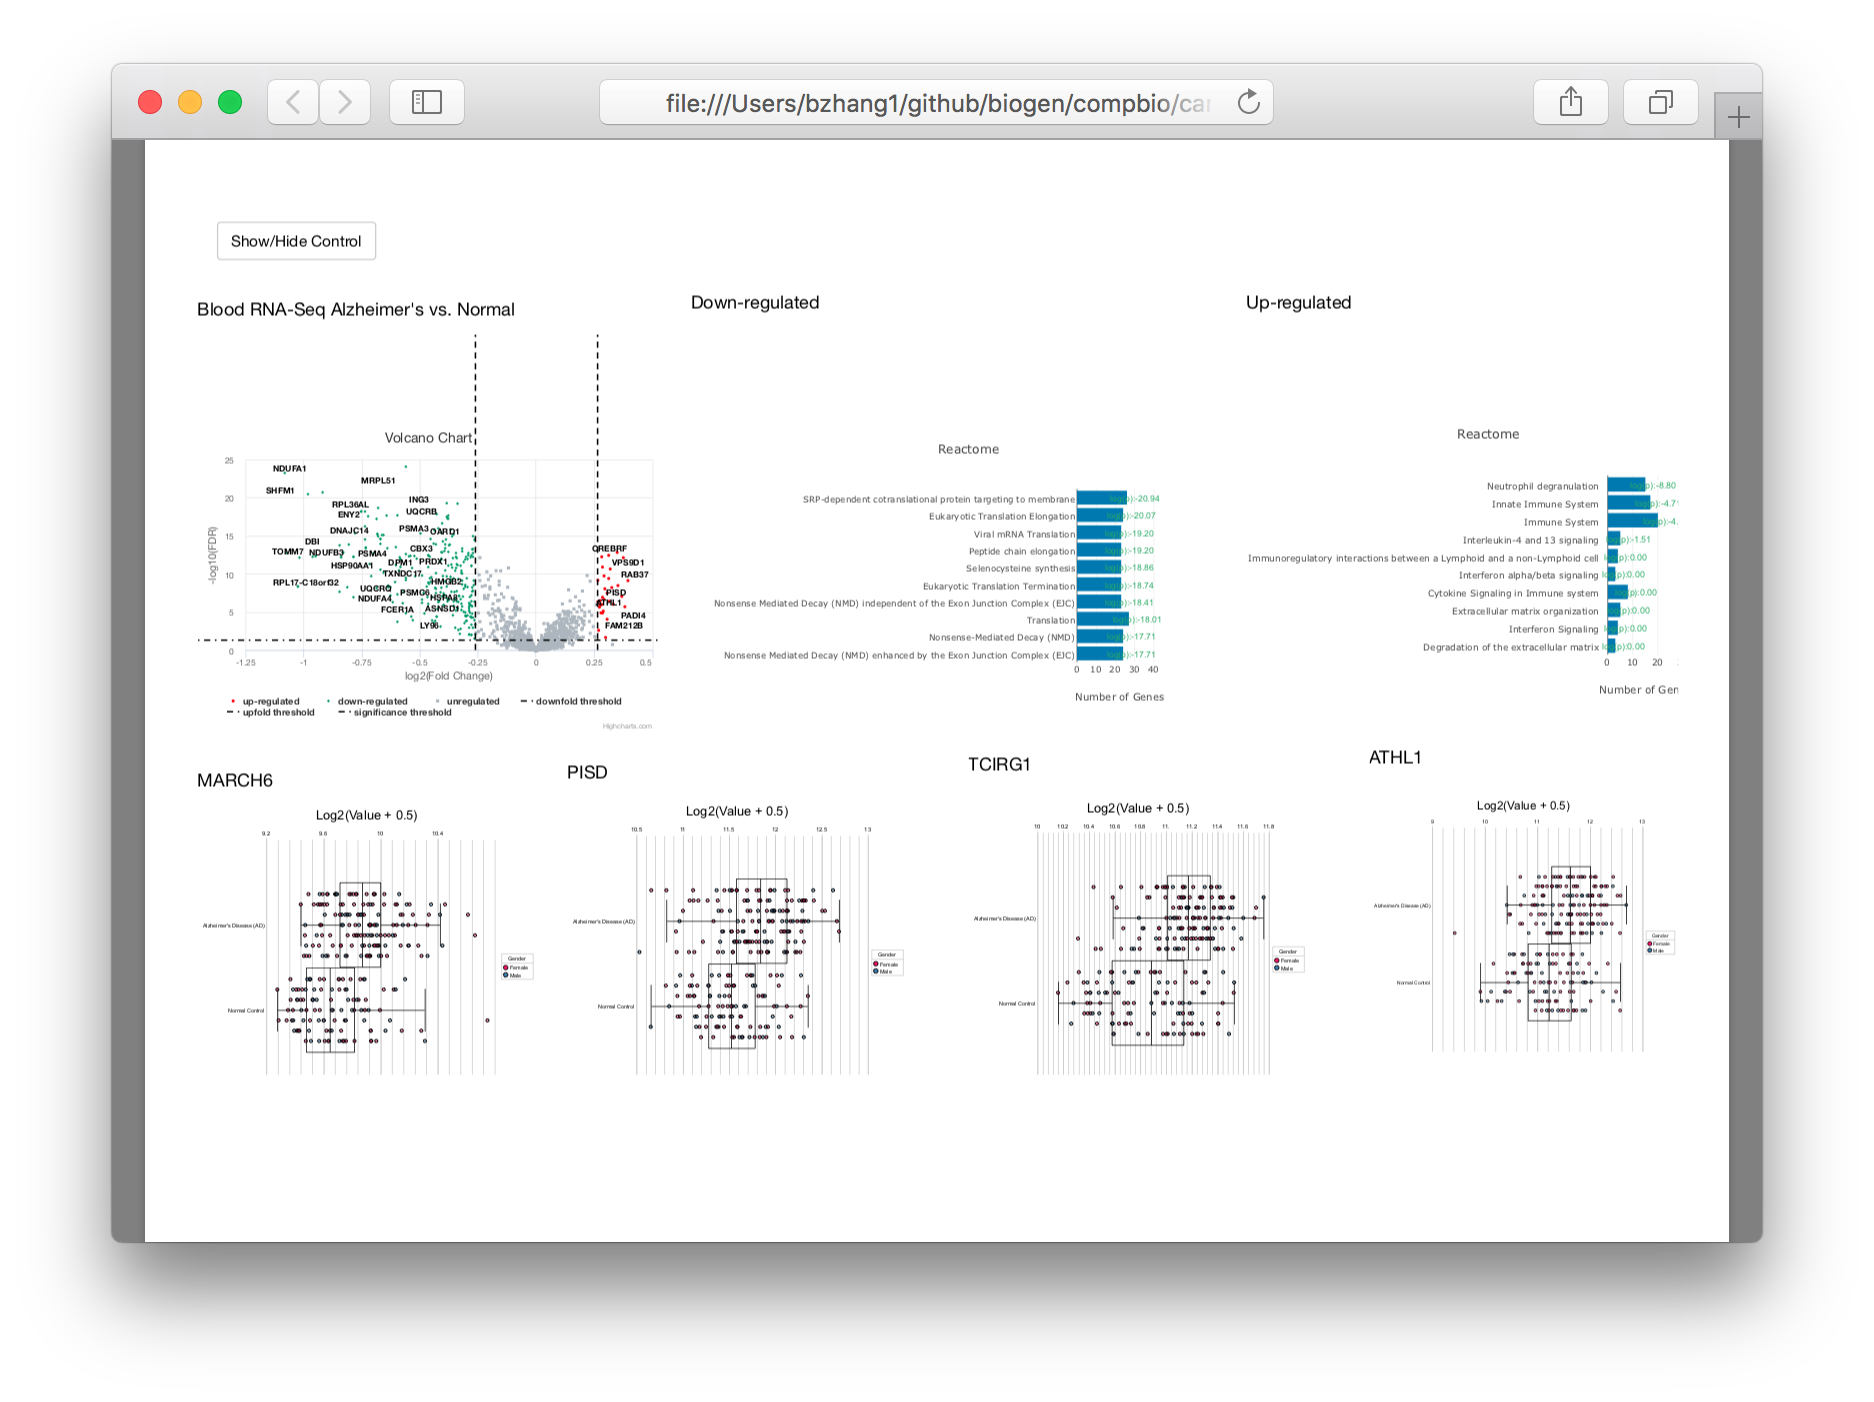 file:///Users/bzhang1/github/biogen/compbio/car
Show/Hide Control
Blood RNA-Seq Alzheimer's vs. Normal
Down-regulated
Up-regulated
Volcano Chart
25
20
15
10
5
0
-log10(FDR)
NDUFA1
MRPL51
SHFM1
ING3
RPL36AL
UQCRB
ENY2
DNAJC14
PSMA3
CARD1
DBI
TOMM7
NDUFB3
PSMA4
CBX3
HSP90AA1
DPM1
PRDX1
TXNDC17
RPL17-C18orf32
UQCRQ
HMGB2
NDUFA4
PSMC6
HSPA8
FCER1A
ASNSD1
LY96
CREBRF
VPS9D1
RAB37
PISD
ATHL1
PADI4
FAM212B
-1.25 -1 -0.75 -0.5 -0.25 0 0.25 0.5
log2(Fold Change)
up-regulated down-regulated unregulated downfold threshold
upfold threshold significance threshold
Highcharts.com
Reactome
SRP-dependent cotranslational protein targeting to membrane log(p):-20.94
Eukaryotic Translation Elongation log(p):-20.07
Viral mRNA Translation log(p):-19.20
Peptide chain elongation log(p):-19.20
Selenocysteine synthesis log(p):-18.86
Eukaryotic Translation Termination log(p):-18.74
Nonsense Mediated Decay (NMD) independent of the Exon Junction Complex (EJC) log(p):-18.41
Translation log(p):-18.01
Nonsense-Mediated Decay (NMD) log(p):-17.71
Nonsense Mediated Decay (NMD) enhanced by the Exon Junction Complex (EJC) log(p):-17.71
0 10 20 30 40
Number of Genes
Reactome
Neutrophil degranulation log(p):-8.80
Innate Immune System log(p):-4.7
Immune System log(p):-4.
Interleukin-4 and 13 signaling log(p):-1.51
Immunoregulatory interactions between a Lymphoid and a non-Lymphoid cell log(p):0.00
Interferon alpha/beta signaling log(p):0.00
Cytokine Signaling in Immune system log(p):0.00
Extracellular matrix organization log(p):0.00
Interferon Signaling log(p):0.00
Degradation of the extracellular matrix log(p):0.00
0 10 20
Number of Gen
MARCH6
Log2(Value + 0.5)
9.2 9.6 10 10.4
Alzheimer's Disease (AD)
Normal Control
Gender
Female
Male
PISD
Log2(Value + 0.5)
10.5 11 11.5 12 12.5 13
Alzheimer's Disease (AD)
Normal Control
Gender
Female
Male
TCIRG1
Log2(Value + 0.5)
10 10.2 10.4 10.6 10.8 11. 11.2 11.4 11.6 11.8
Alzheimer's Disease (AD)
Normal Control
Gender
Female
Male
ATHL1
Log2(Value + 0.5)
9 10 11 12 13
Alzheimer's Disease (AD)
Normal Control
Gender
Female
Male